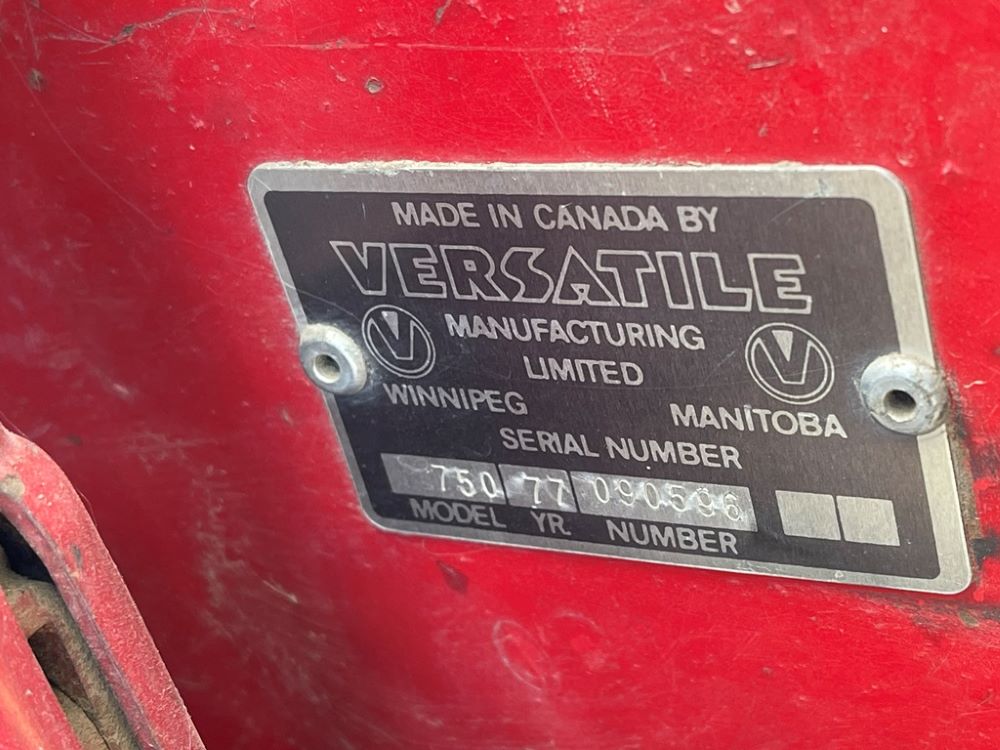 MADE IN CANADA BY
VERSATILE
MANUFACTURING
LIMITED
WINNIPEG MANITOBA
SERIAL NUMBER
750 77 090596
MODEL YR NUMBER